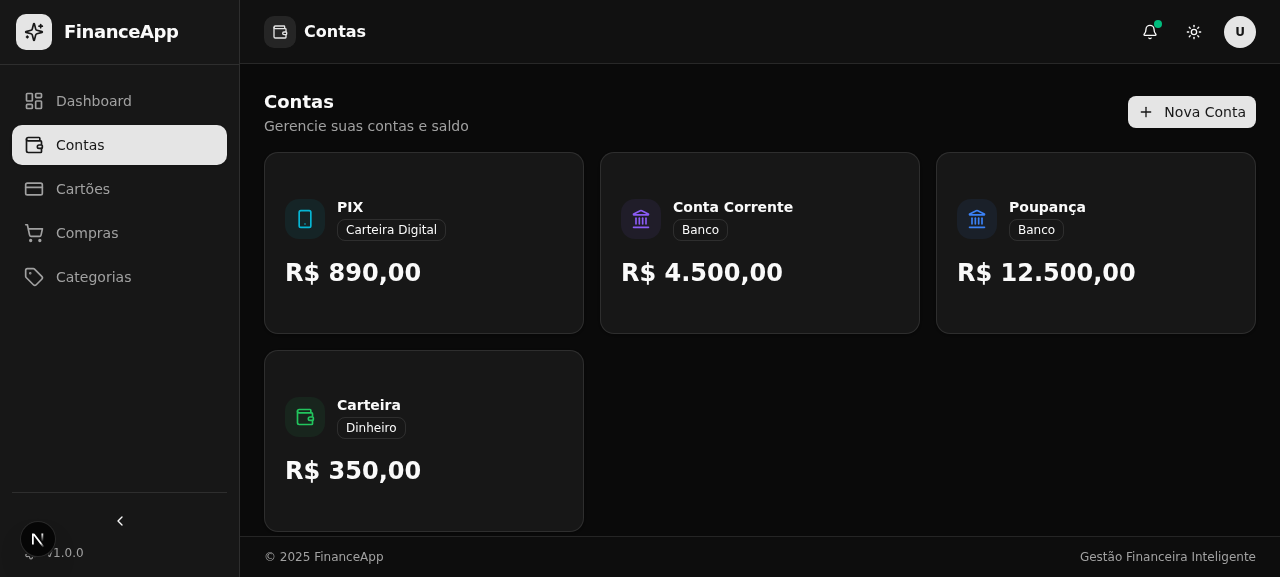 FinanceApp
Dashboard
Contas
Cartões
Compras
Categorias
v1.0.0
Contas
U
Contas
Gerencie suas contas e saldo
Nova Conta
PIX
Carteira Digital
R$ 890,00
Conta Corrente
Banco
R$ 4.500,00
Poupança
Banco
R$ 12.500,00
Carteira
Dinheiro
R$ 350,00
© 2025 FinanceApp
Gestão Financeira Inteligente